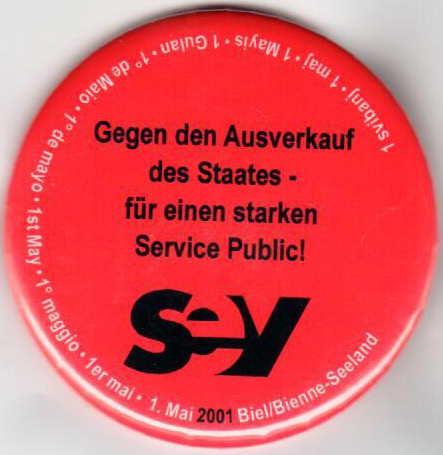 Gegen den Ausverkauf
des Staates -
für einen starken
Service Public!
sey
1. Mai 2001 Biel/Bienne-Seeland
• 1er mai • 1° maggio • 1st May • 1° de mayo • 1° de Maio • 1 Gulan • 1 Mayis • 1 maj • 1 svibanj